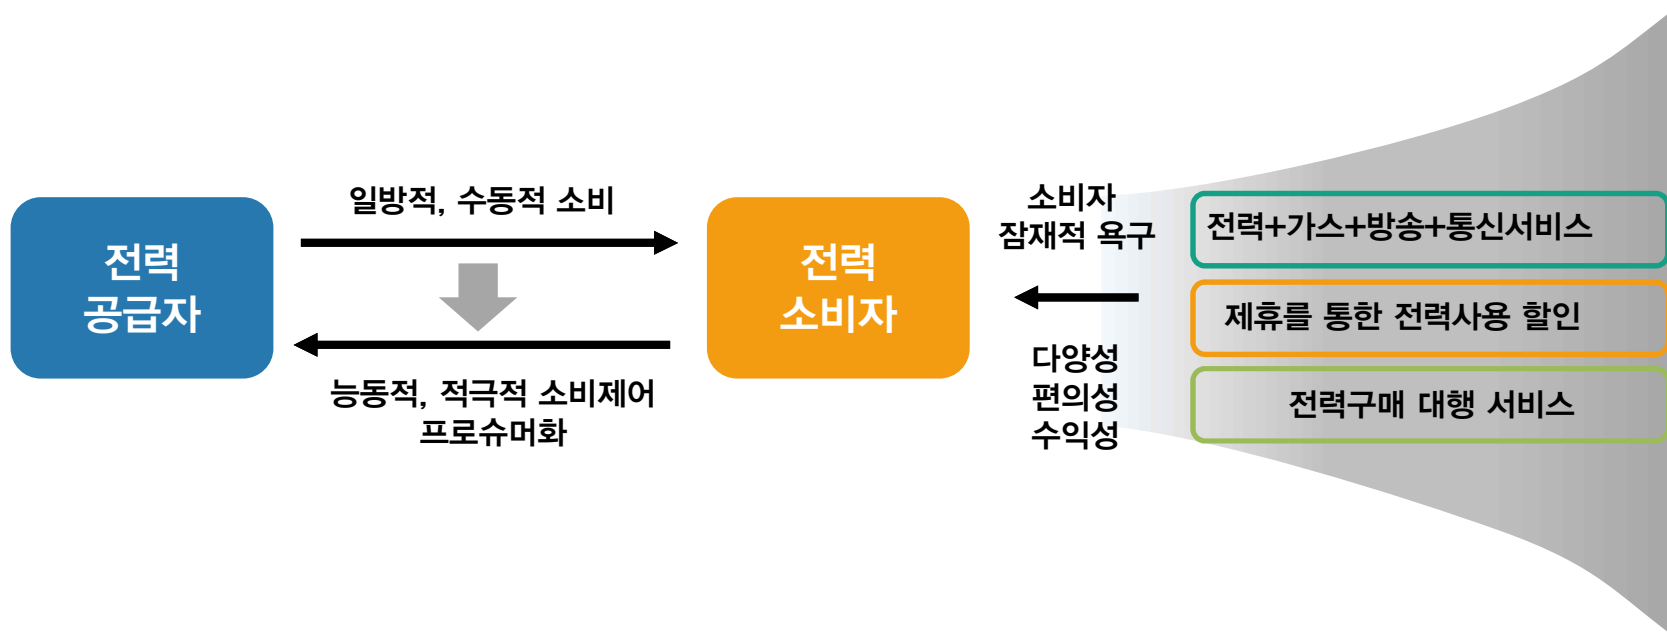 전력
공급자
일방적, 수동적 소비
능동적, 적극적 소비제어
프로슈머화
전력
소비자
소비자
잠재적 욕구
다양성
편의성
수익성
전력+가스+방송+통신서비스
제휴를 통한 전력사용 할인
전력구매 대행 서비스